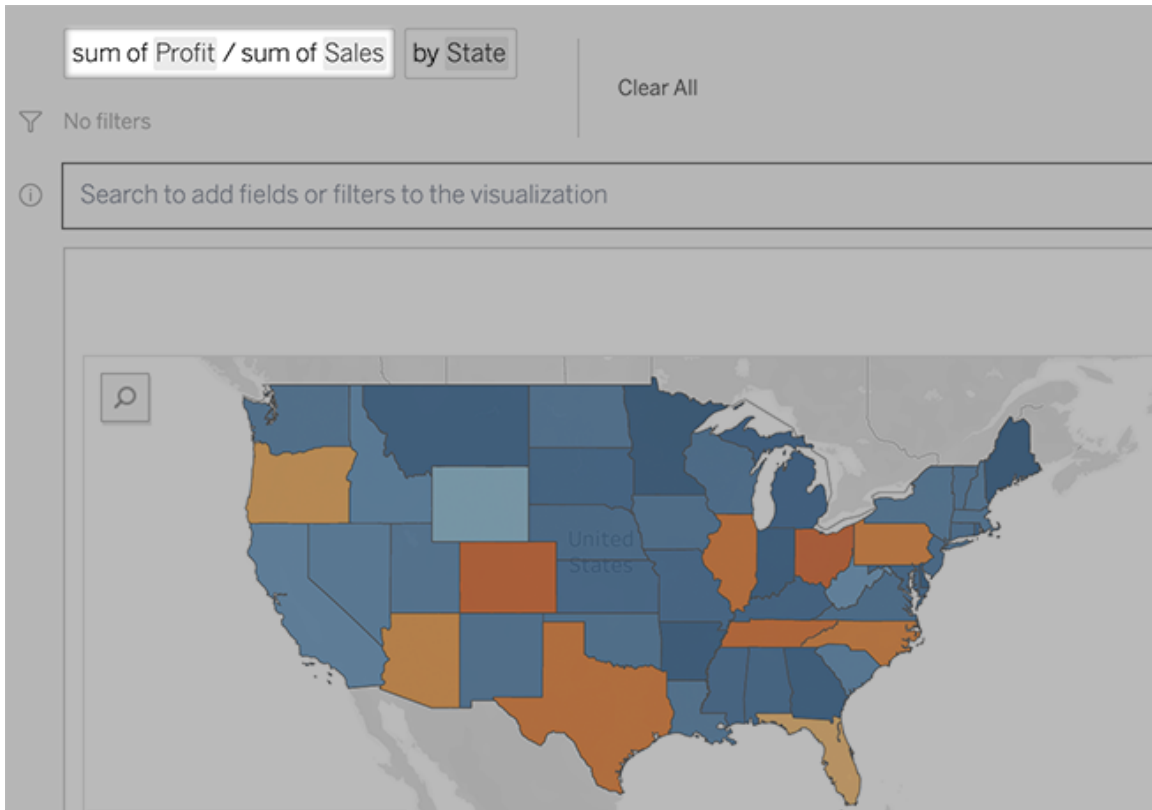 sum of Profit / sum of Sales by State
Clear All
No filters
Search to add fields or filters to the visualization
United
States